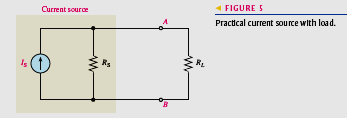 Current source
◄ FIGURE 5
Practical current source with load.
A
Is
Rs
RL
B